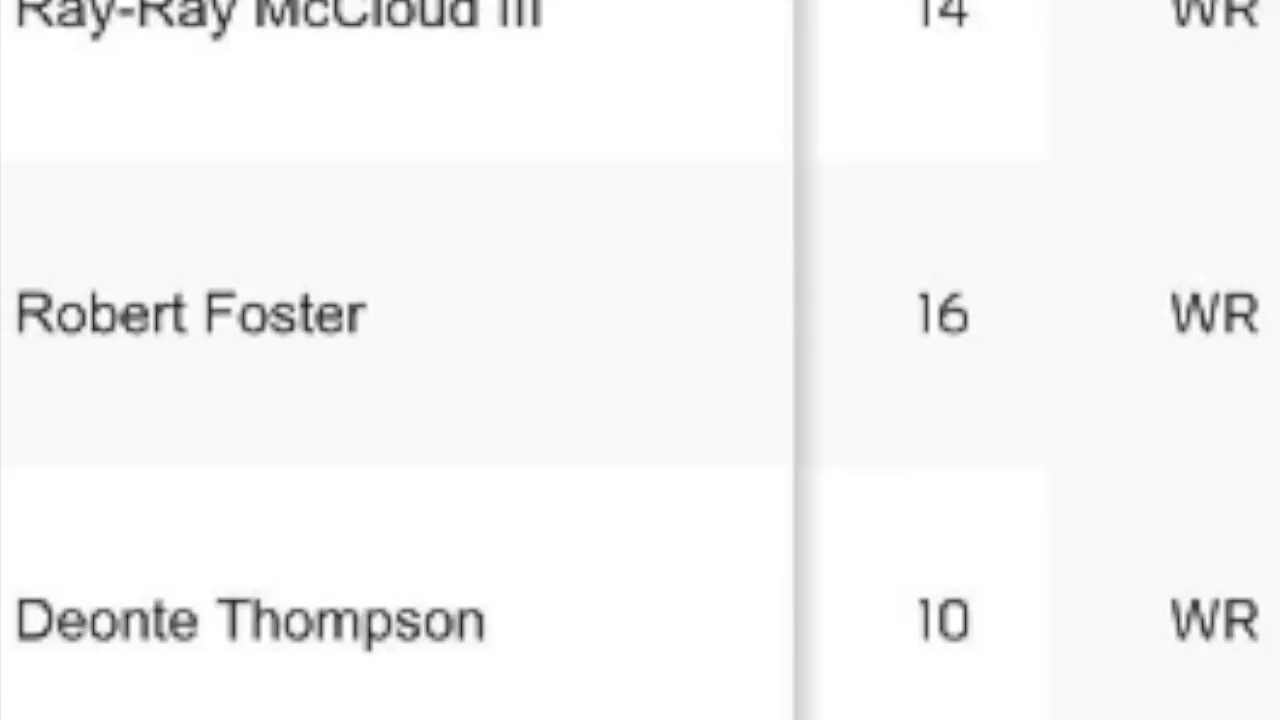 Ray-Ray McCloud III 14 WR
Robert Foster 16 WR
Deonte Thompson 10 WR